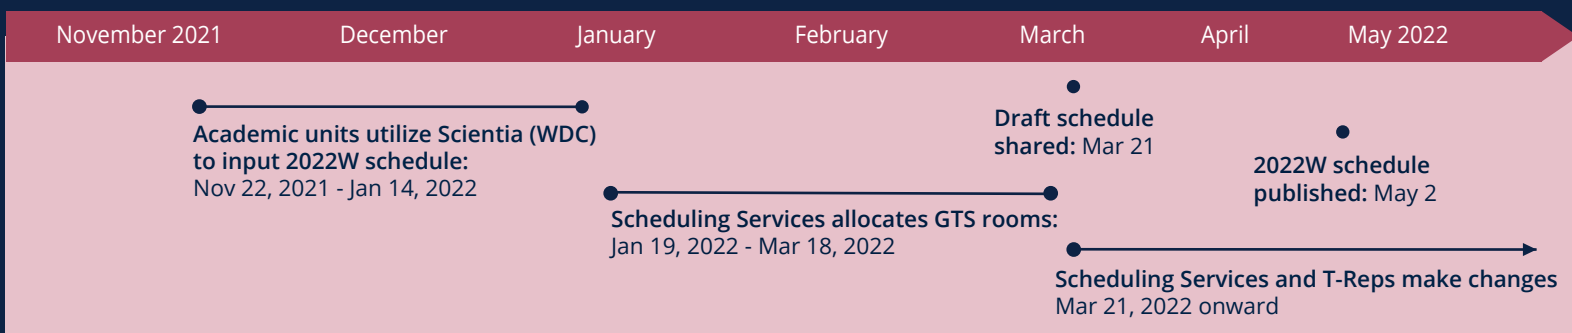 November 2021 December January February March April May 2022
Academic units utilize Scientia (WDC)
to input 2022W schedule:
Nov 22, 2021 - Jan 14, 2022
Scheduling Services allocates GTS rooms:
Jan 19, 2022 - Mar 18, 2022
Draft schedule
shared: Mar 21
2022W schedule
published: May 2
Scheduling Services and T-Reps make changes
Mar 21, 2022 onward